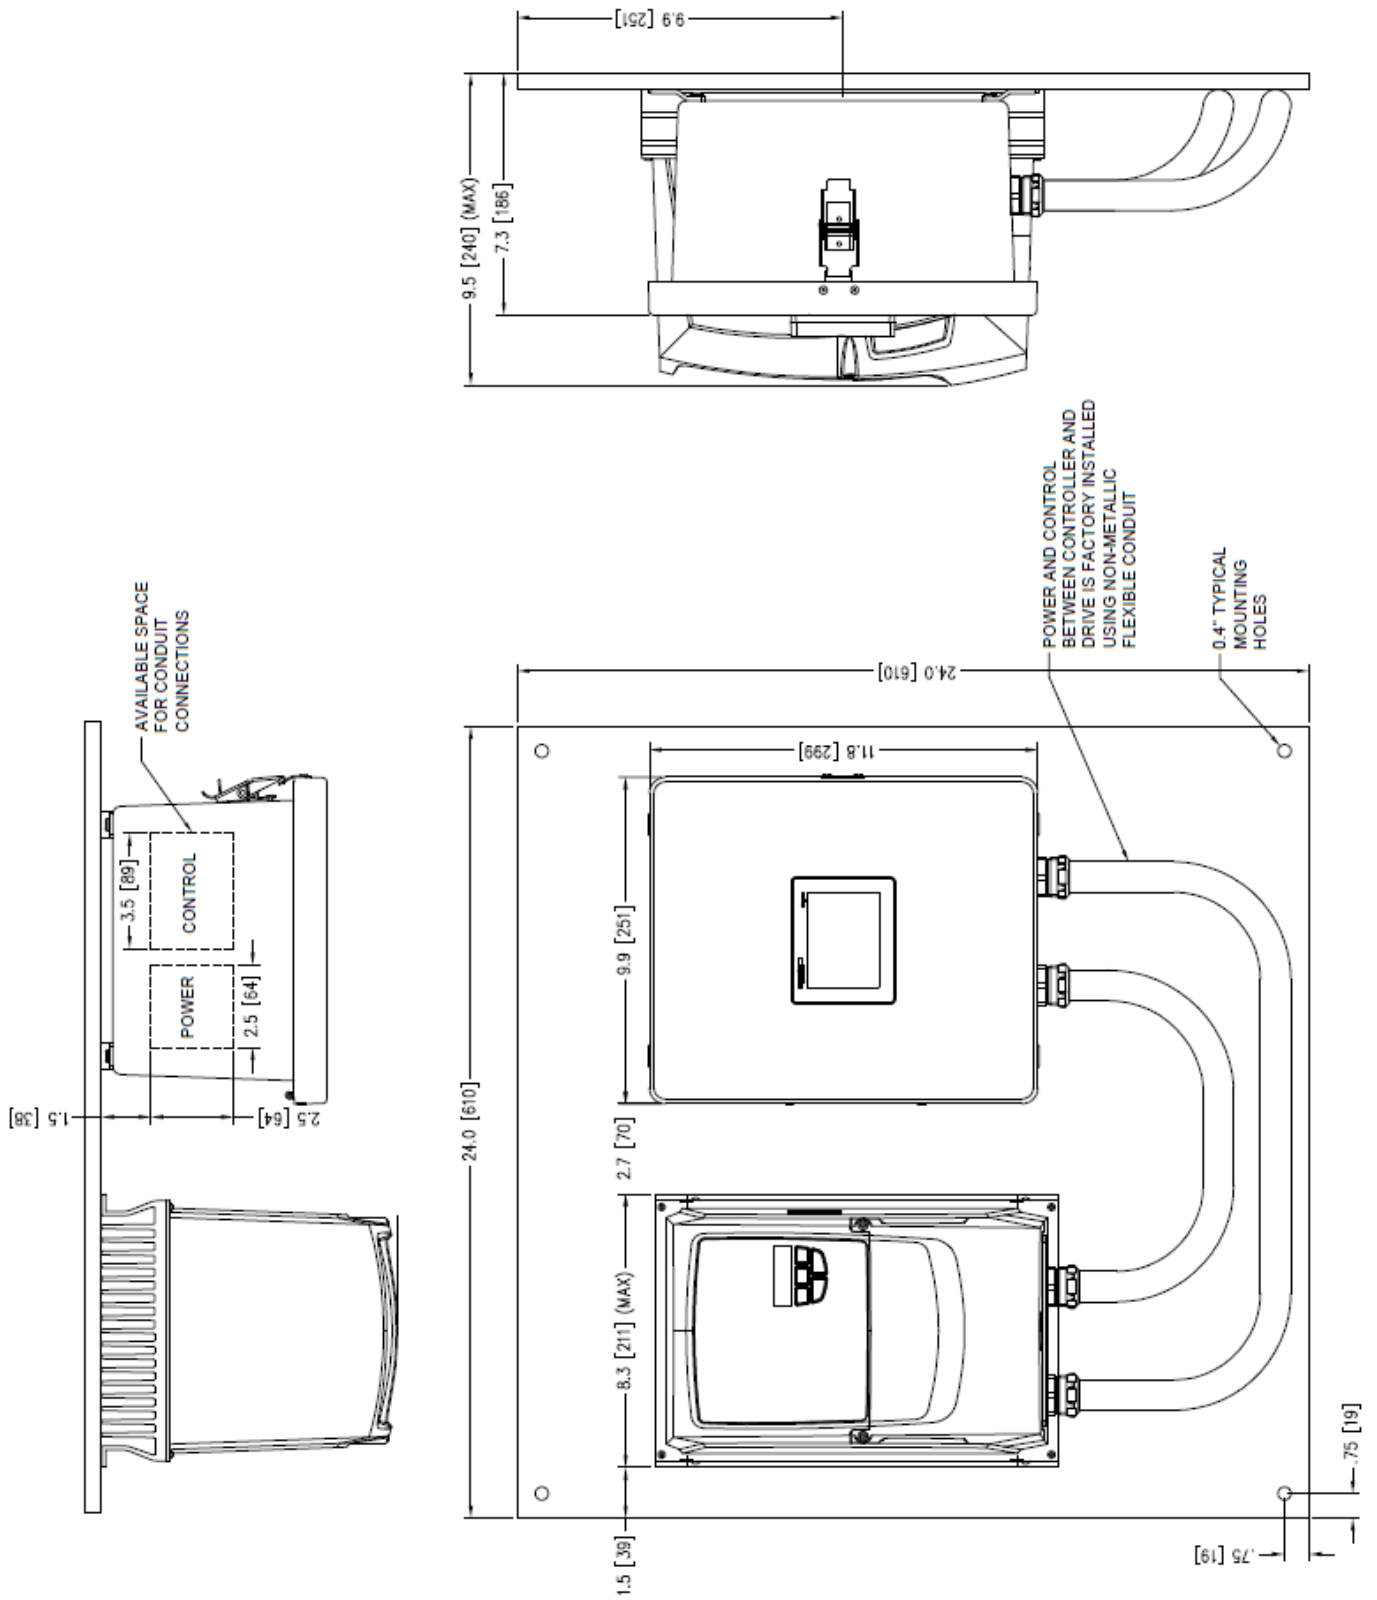 9.9 [251]
9.5 [240] (MAX)
7.3 [186]
AVAILABLE SPACE
FOR CONDUIT
CONNECTIONS
3.5 [89]
CONTROL
POWER
2.5 [64]
1.5 [38]
2.5 [64]
POWER AND CONTROL
BETWEEN CONTROLLER AND
DRIVE IS FACTORY INSTALLED
USING NON-METALLIC
FLEXIBLE CONDUIT
0.4" TYPICAL
MOUNTING
HOLES
24.0 [610]
11.8 [299]
9.9 [251]
24.0 [610]
2.7 [70]
8.3 [211] (MAX)
1.5 [39]
.75 [19]
.75 [19]